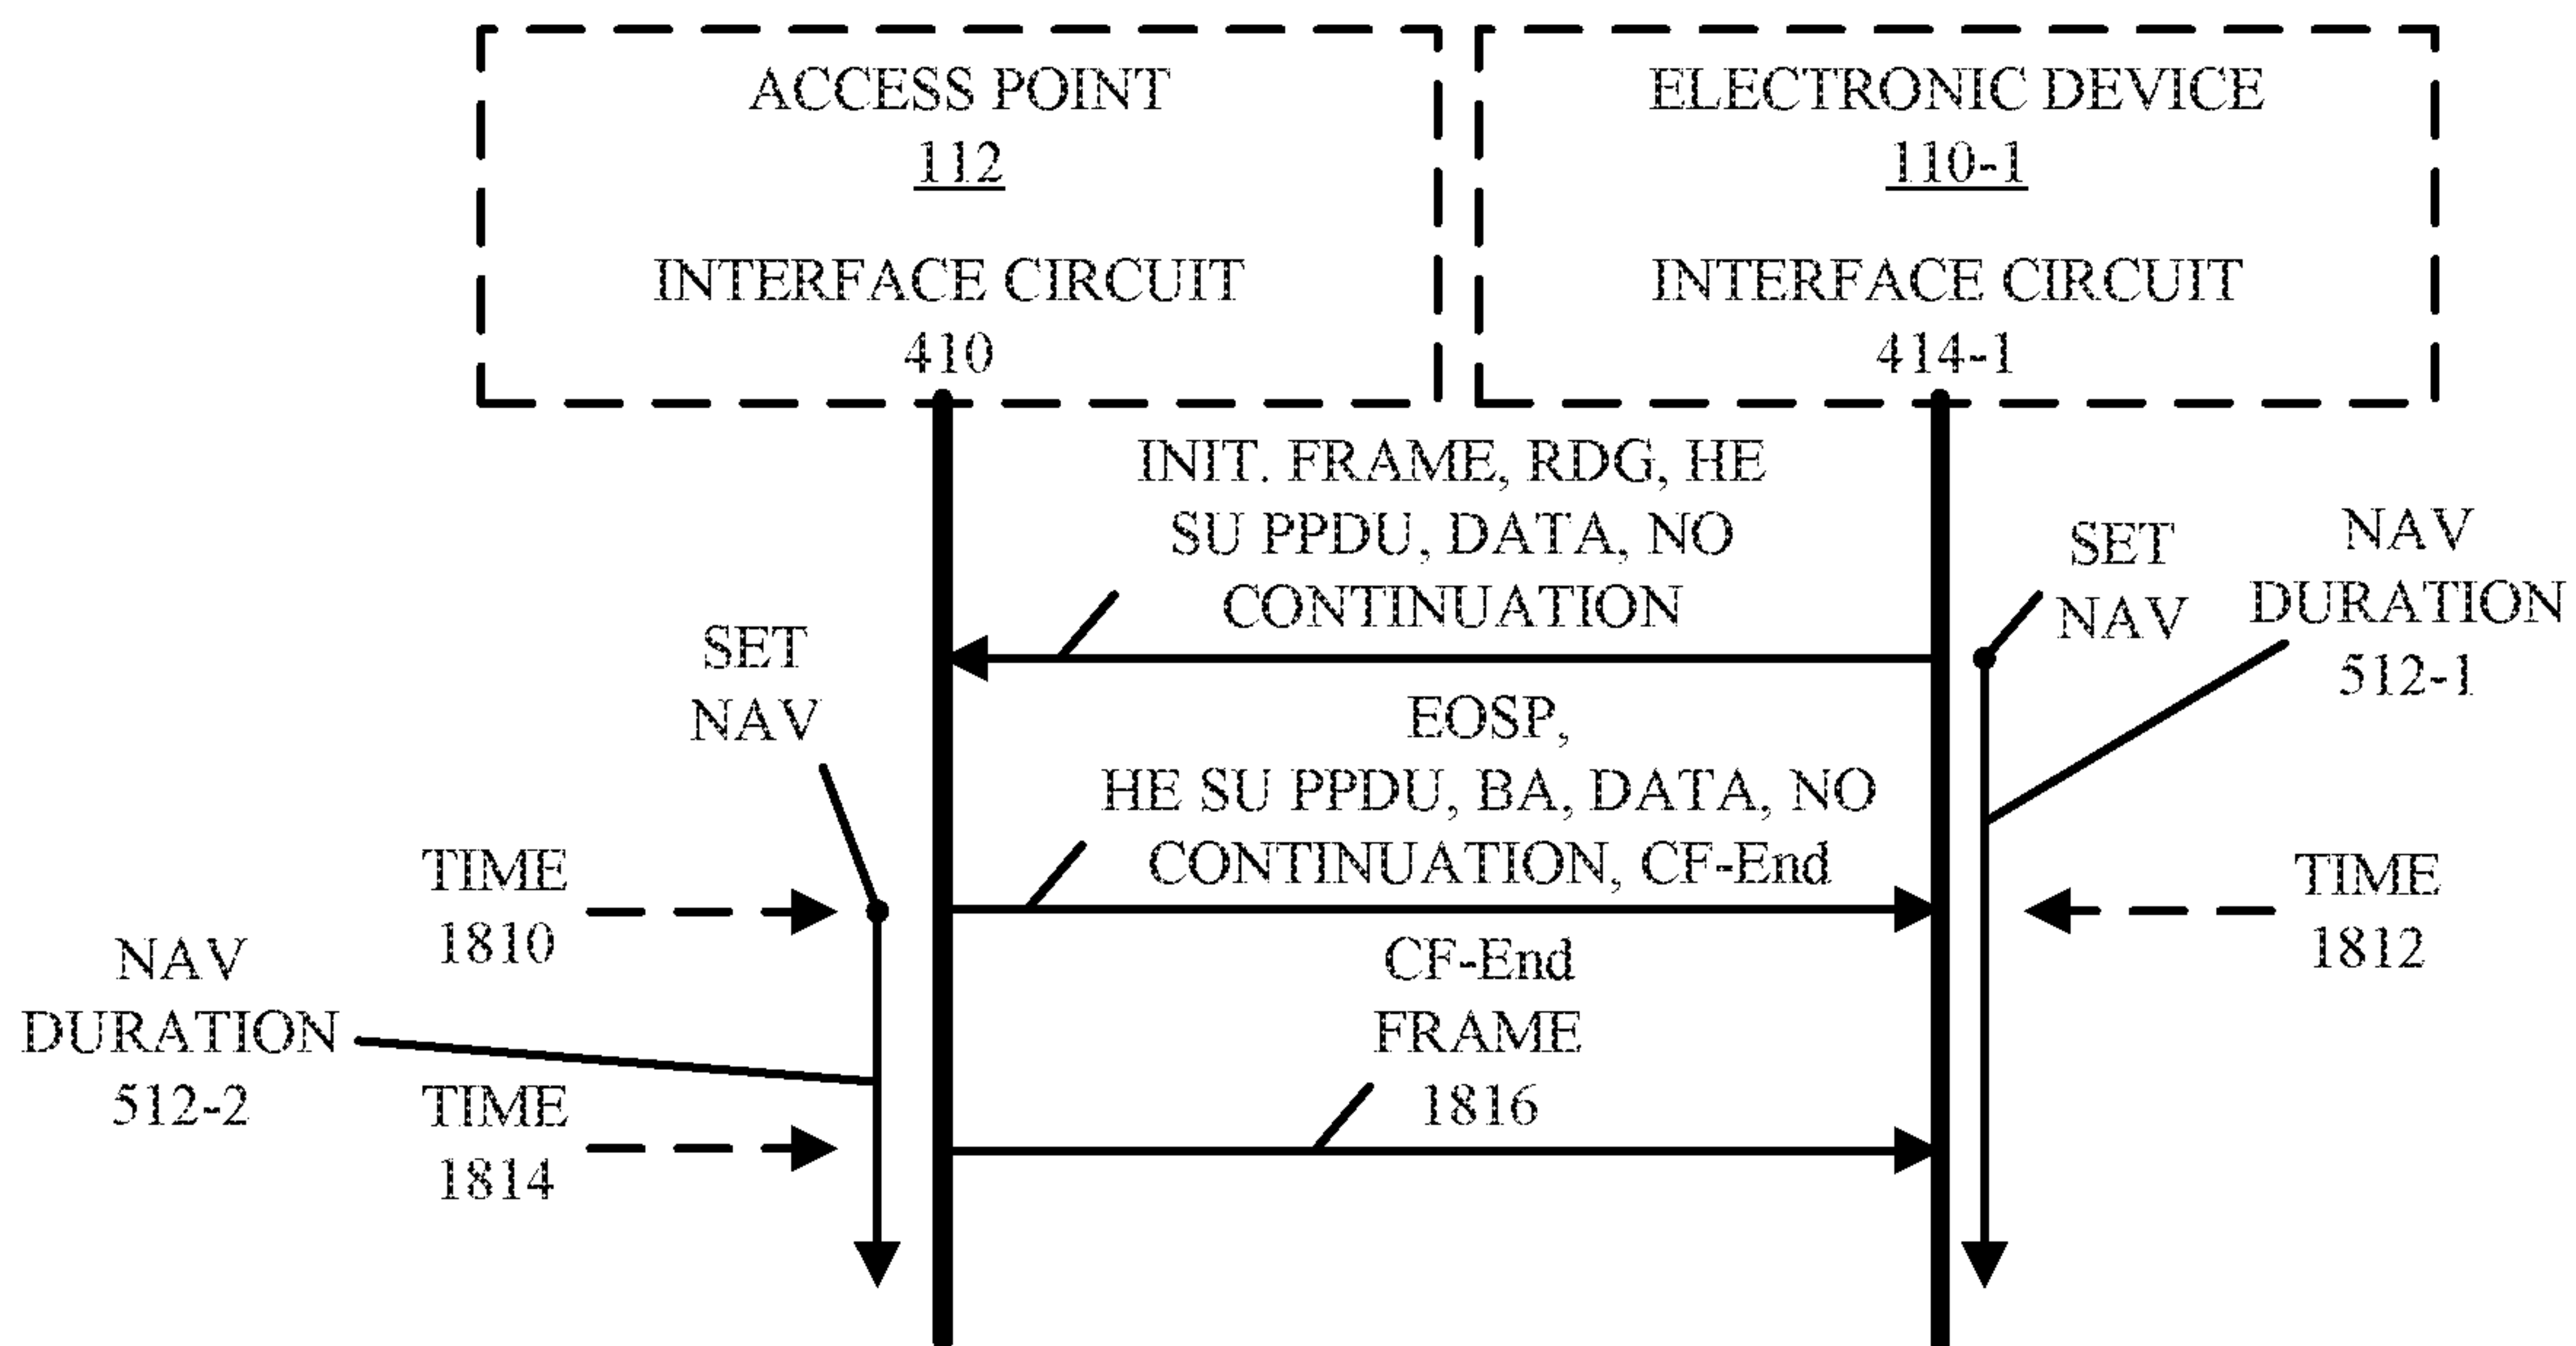 ACCESS POINT
112
INTERFACE CIRCUIT
410
ELECTRONIC DEVICE
110-1
INTERFACE CIRCUIT
414-1
INIT. FRAME, RDG, HE
SU PPDU, DATA, NO
CONTINUATION
SET
NAV
NAV
DURATION
512-1
SET
NAV
EOSP,
HE SU PPDU, BA, DATA, NO
CONTINUATION, CF-End
TIME
1810
TIME
1812
NAV
DURATION
512-2
CF-End
FRAME
1816
TIME
1814